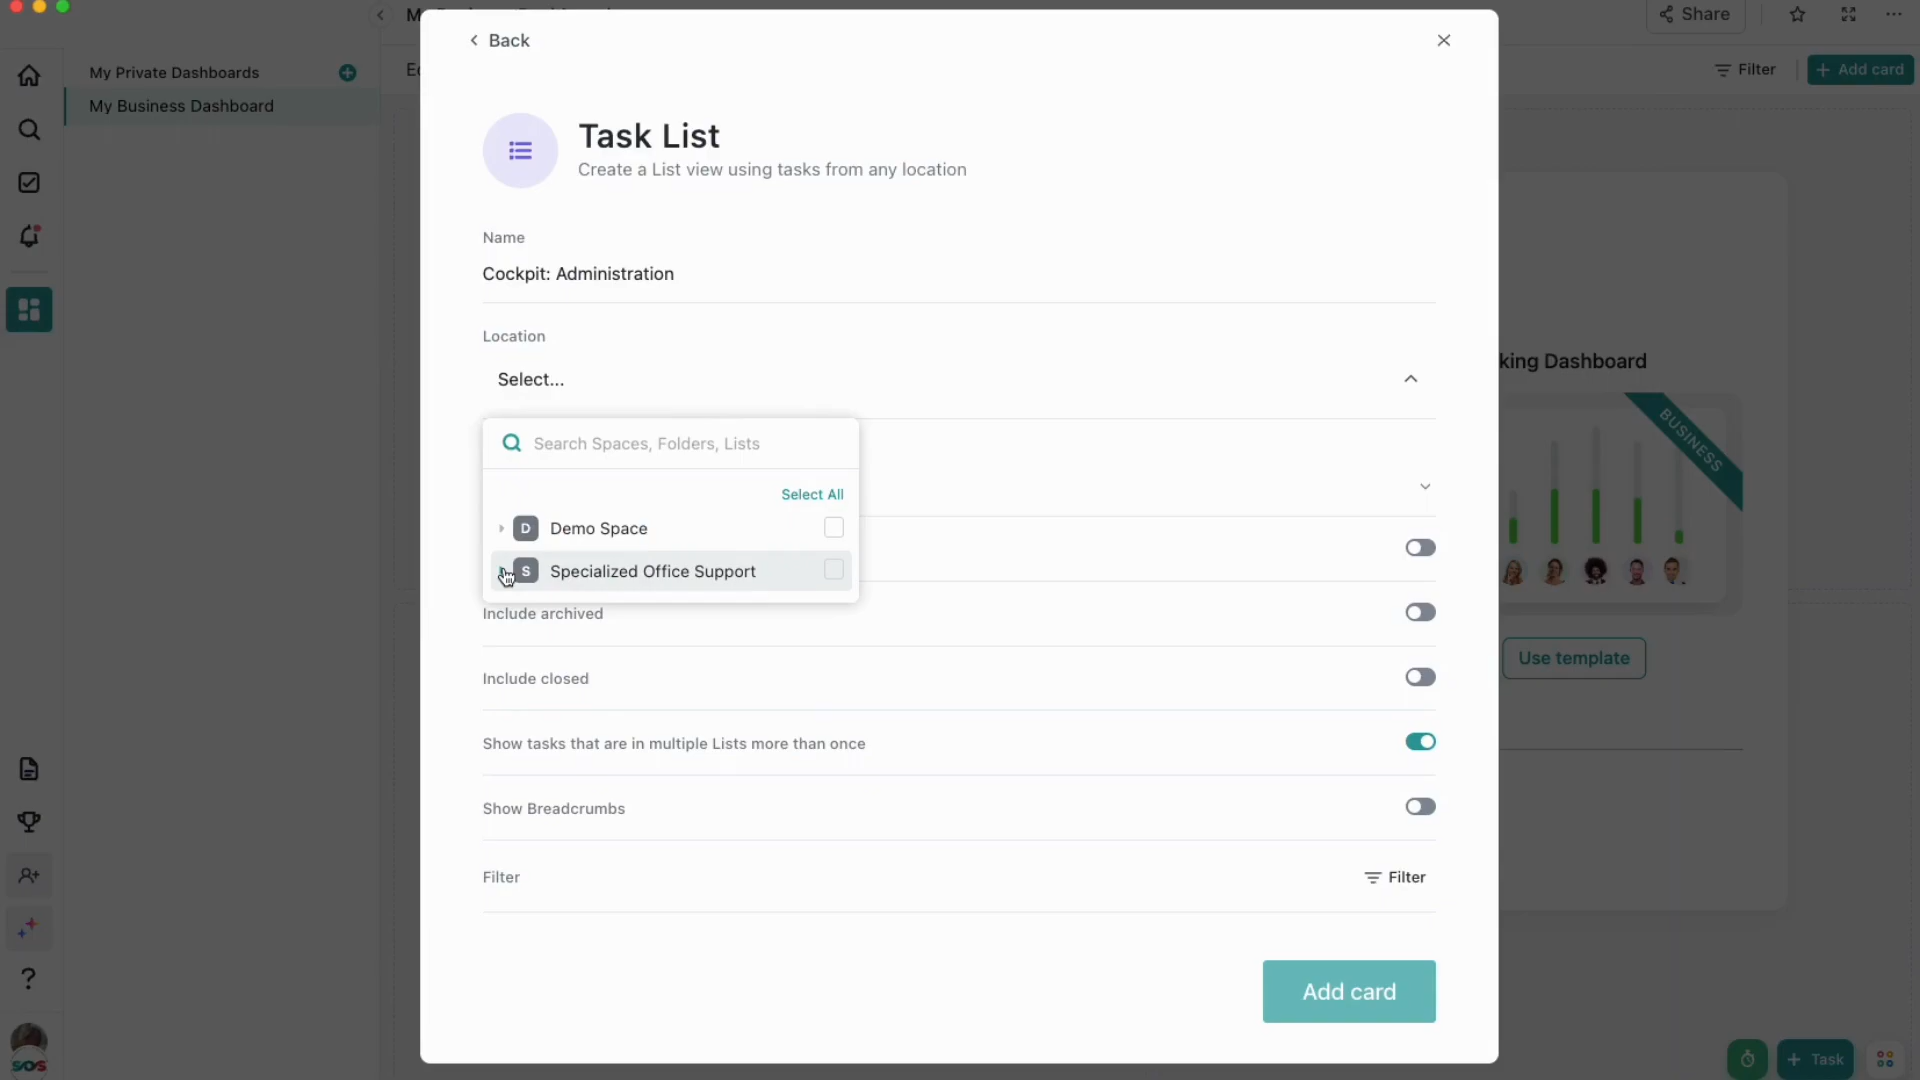 Share
My Private Dashboards
Filter
Add card
My Business Dashboard
Back
Task List
Create a List view using tasks from any location
Name
Cockpit: Administration
Location
Select...
Search Spaces, Folders, Lists
Select All
D Demo Space
S Specialized Office Support
Include archived
Include closed
Show tasks that are in multiple Lists more than once
Show Breadcrumbs
Filter
Filter
Add card
king Dashboard
BUSINESS
Use template
SOS
Task